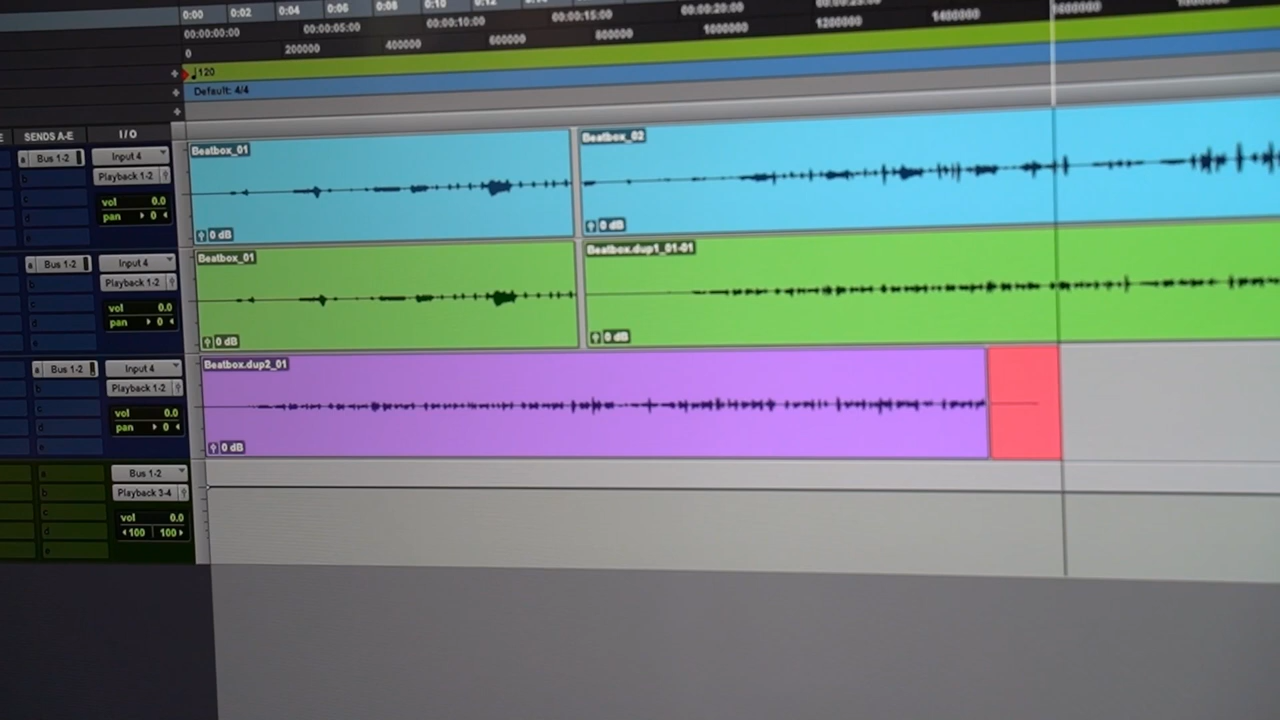 0:00 0:02 0:04 0:06 0:08 0:10 0:12
00:00:00:00 00:00:05:00 00:00:10:00 00:00:15:00 00:00:20:00
0 200000 400000 600000 800000 1000000 1200000 1400000
120
Default: 4/4
E SENDS A-E I/O
a Bus 1-2 Input 4
b Playback 1-2
c vol 0.0
d pan 0
e
Beatbox_01
0 dB
Beatbox_02
0 dB
Bus 1-2 Input 4
b Playback 1-2
c vol 0.0
d pan 0
e
Beatbox_01
0 dB
Beatbox.dup1_01-01
0 dB
Bus 1-2 Input 4
b Playback 1-2
c vol 0.0
d pan 0
e
Beatbox.dup2_01
0 dB
a Bus 1-2
b Playback 3-4
c vol 0.0
d 100 100
e